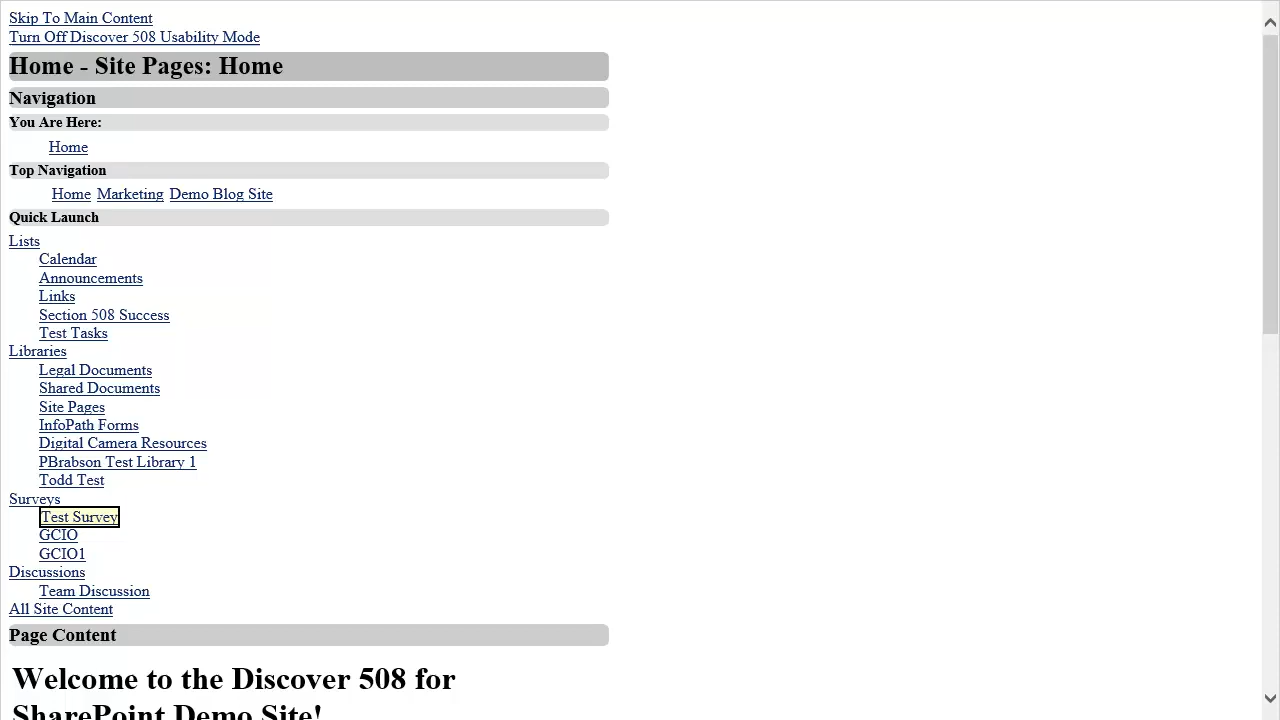 Skip To Main Content
Turn Off Discover 508 Usability Mode
Home - Site Pages: Home
Navigation
You Are Here:
Home
Top Navigation
Home Marketing Demo Blog Site
Quick Launch
Lists
Calendar
Announcements
Links
Section 508 Success
Test Tasks
Libraries
Legal Documents
Shared Documents
Site Pages
InfoPath Forms
Digital Camera Resources
PBrabson Test Library 1
Todd Test
Surveys
Test Survey
GCIO
GCIO1
Discussions
Team Discussion
All Site Content
Page Content
Welcome to the Discover 508 for
SharePoint Demo Site!